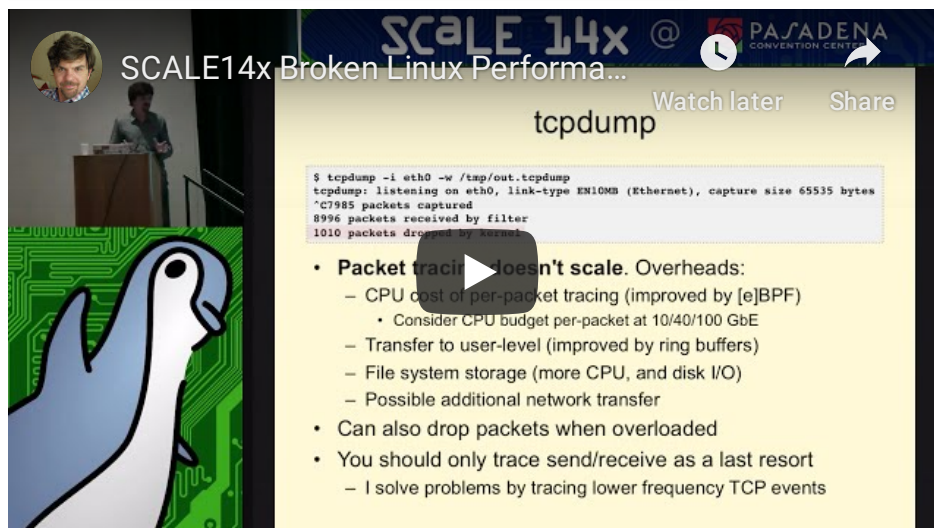 SCaLE 14x @ PASADENA
CONVENTION CENTER
SCALE14x Broken Linux Performa...
Watch later
Share
tcpdump
$ tcpdump -i eth0 -w /tmp/out.tcpdump
tcpdump: listening on eth0, link-type EN10MB (Ethernet), capture size 65535 bytes
^C7985 packets captured
8996 packets received by filter
1010 packets dropped by kernel
• Packet tracing doesn't scale. Overheads:
– CPU cost of per-packet tracing (improved by [e]BPF)
• Consider CPU budget per-packet at 10/40/100 GbE
– Transfer to user-level (improved by ring buffers)
– File system storage (more CPU, and disk I/O)
– Possible additional network transfer
• Can also drop packets when overloaded
• You should only trace send/receive as a last resort
– I solve problems by tracing lower frequency TCP events